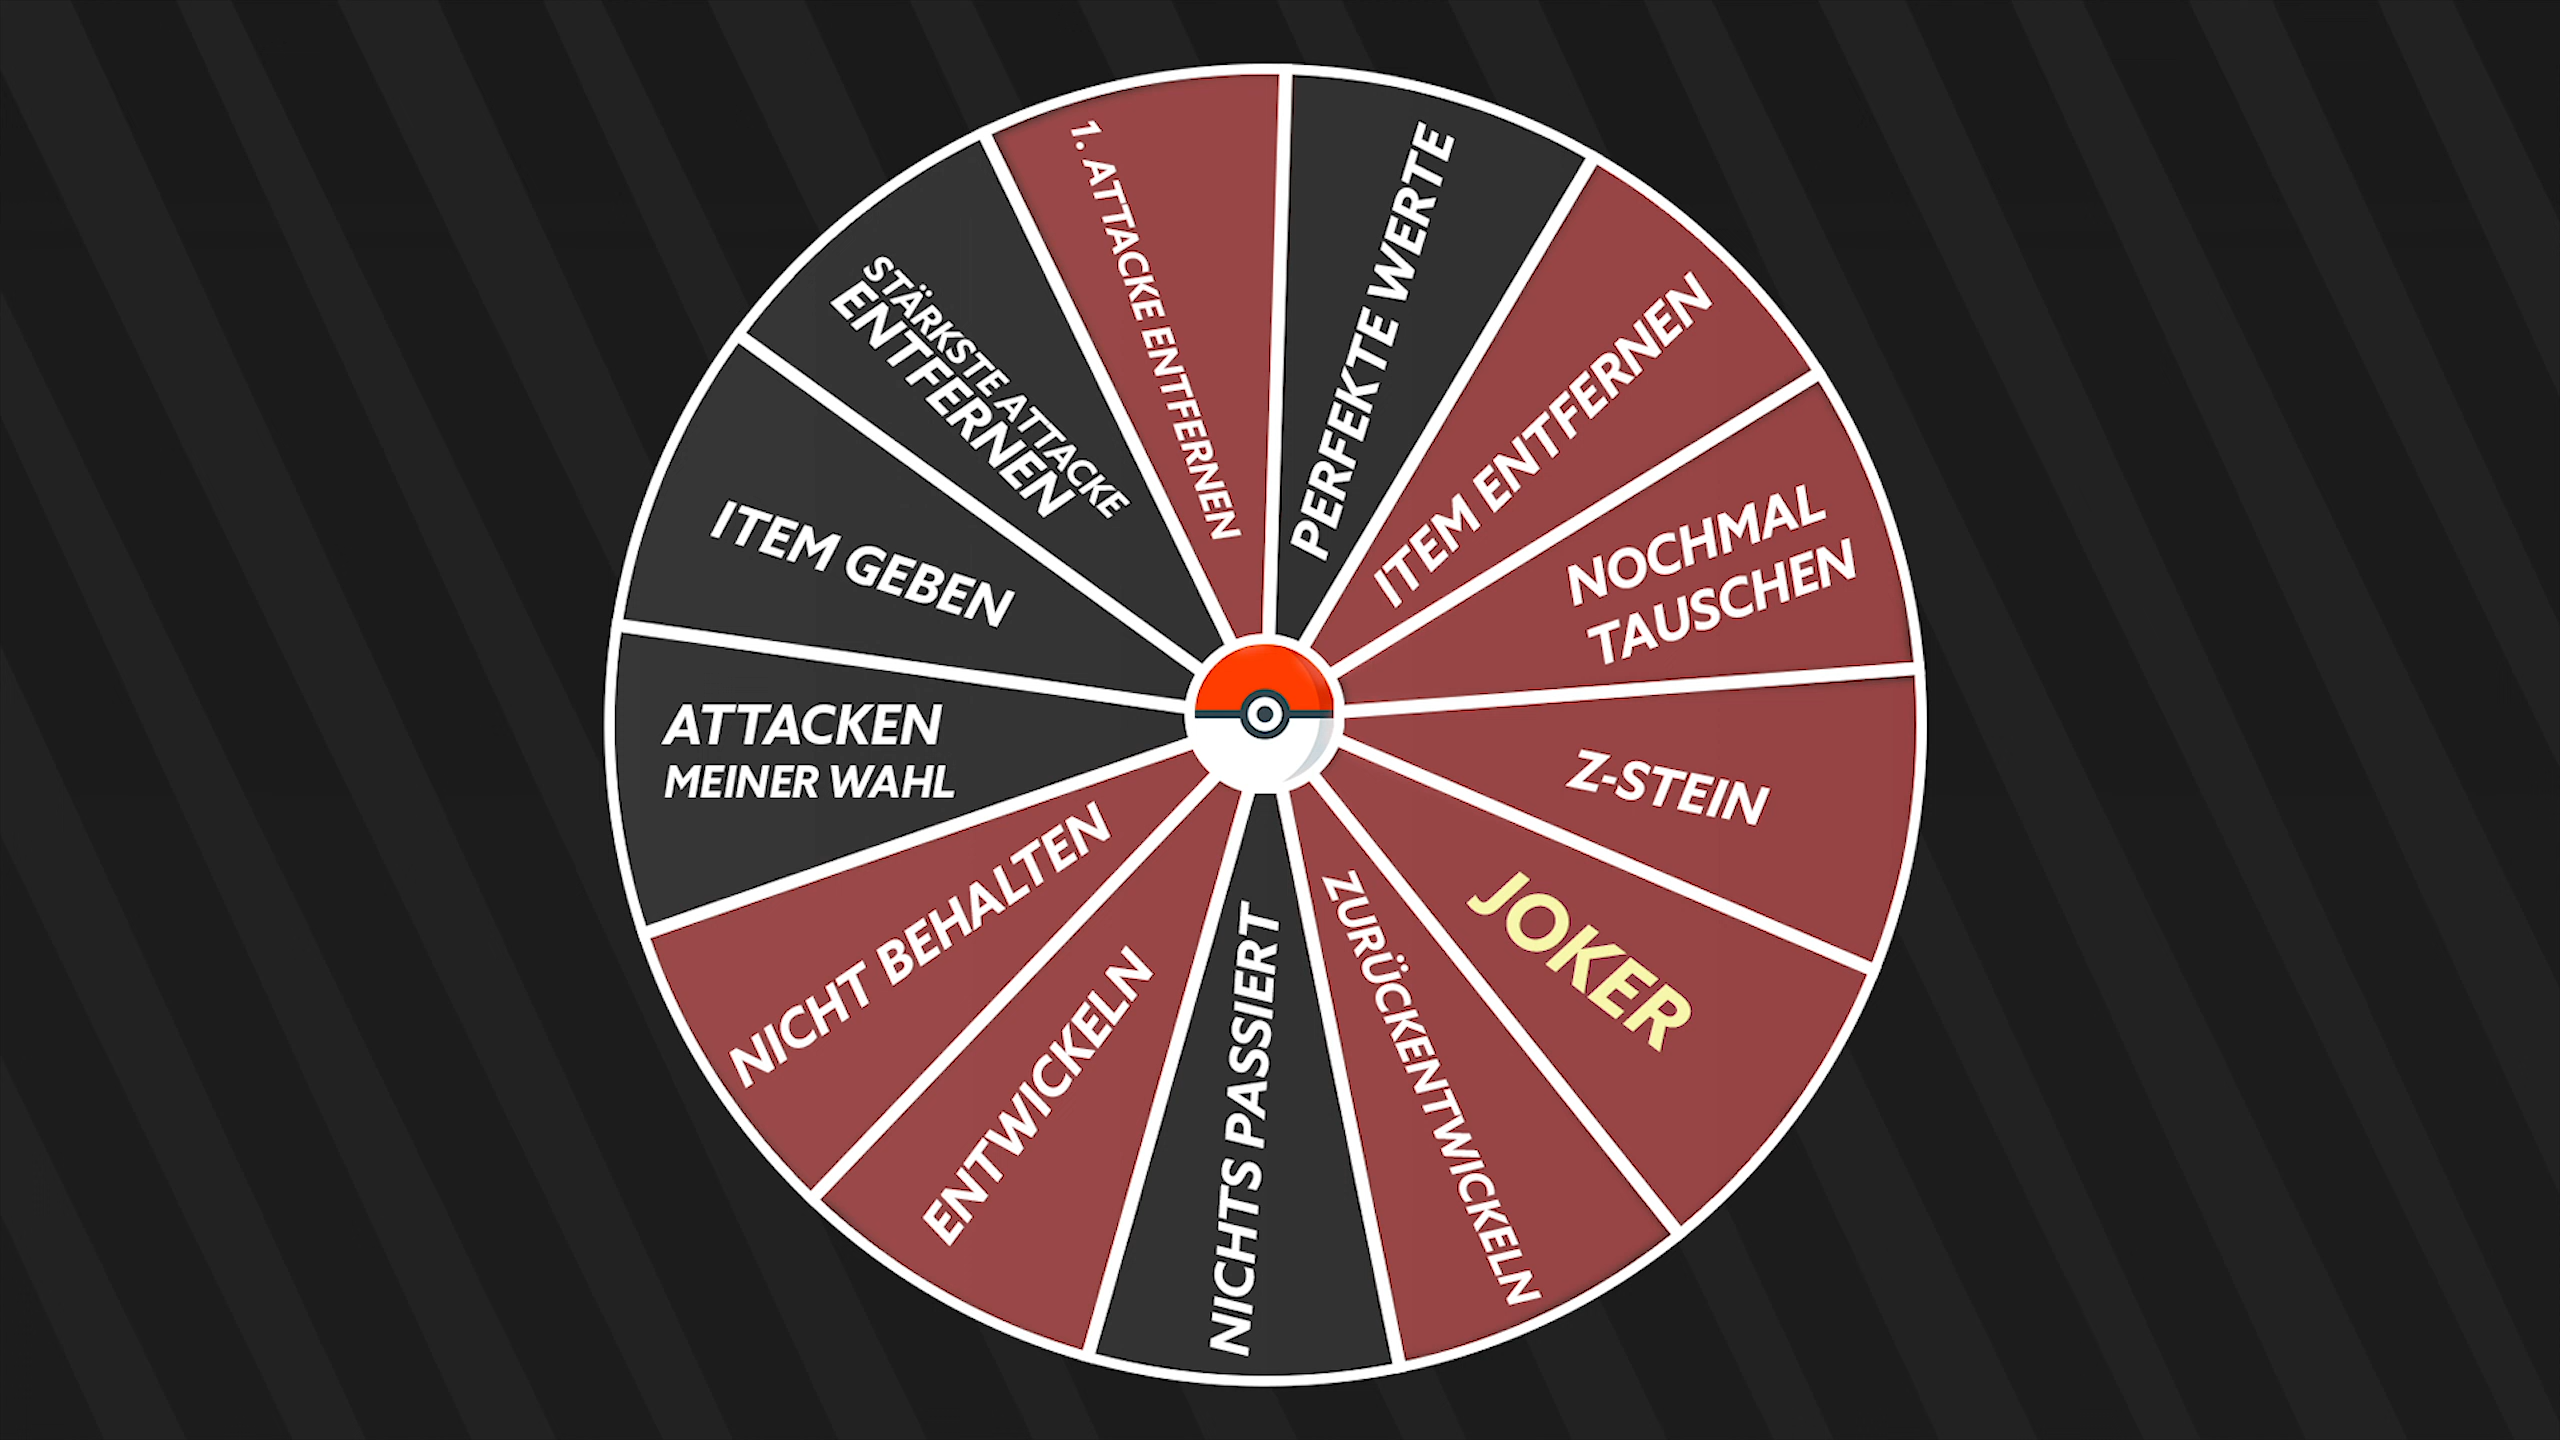 1. ATTACKE ENTFERNEN
PERFEKTE WERTE
ITEM ENTFERNEN
NOCHMAL
TAUSCHEN
Z-STEIN
JOKER
ZURÜCKENTWICKELN
NICHTS PASSIERT
ENTWICKELN
NICHT BEHALTEN
ATTACKEN
MEINER WAHL
ITEM GEBEN
STÄRKSTE ATTACKE
ENTFERNEN